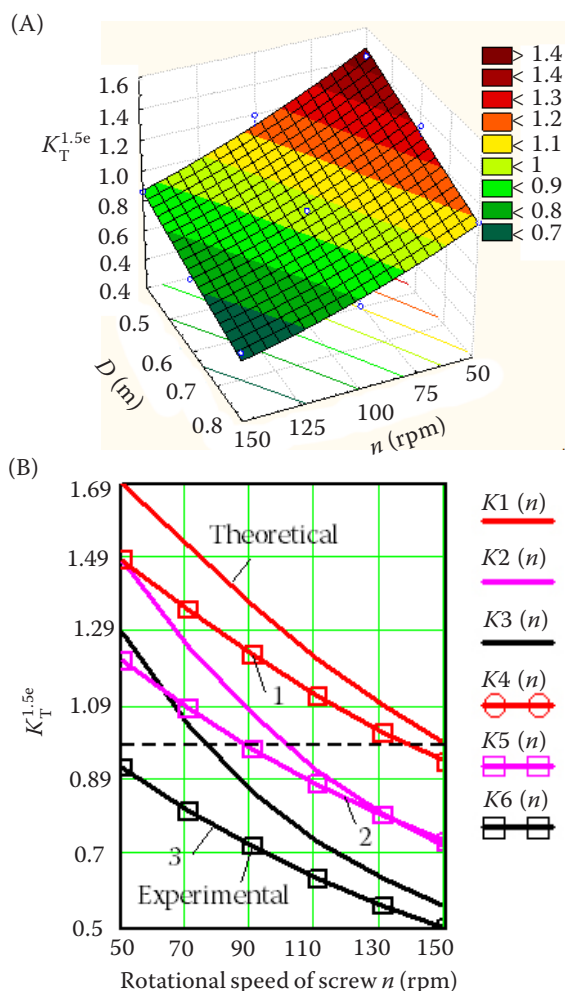 (A)
K_T^1.5e
1.6
1.4
1.2
1.0
0.8
0.6
0.4
0.4
0.5
0.6
0.7
0.8
D (m)
150
125
100
75
50
n (rpm)
> 1.4
< 1.4
< 1.3
< 1.2
< 1.1
< 1
< 0.9
< 0.8
< 0.7
(B)
K_T^1.5e
1.69
1.49
1.29
1.09
0.89
0.7
0.5
50
70
90
110
130
150
Rotational speed of screw n (rpm)
Theoretical
1
2
3
Experimental
K1 (n)
K2 (n)
K3 (n)
K4 (n)
K5 (n)
K6 (n)